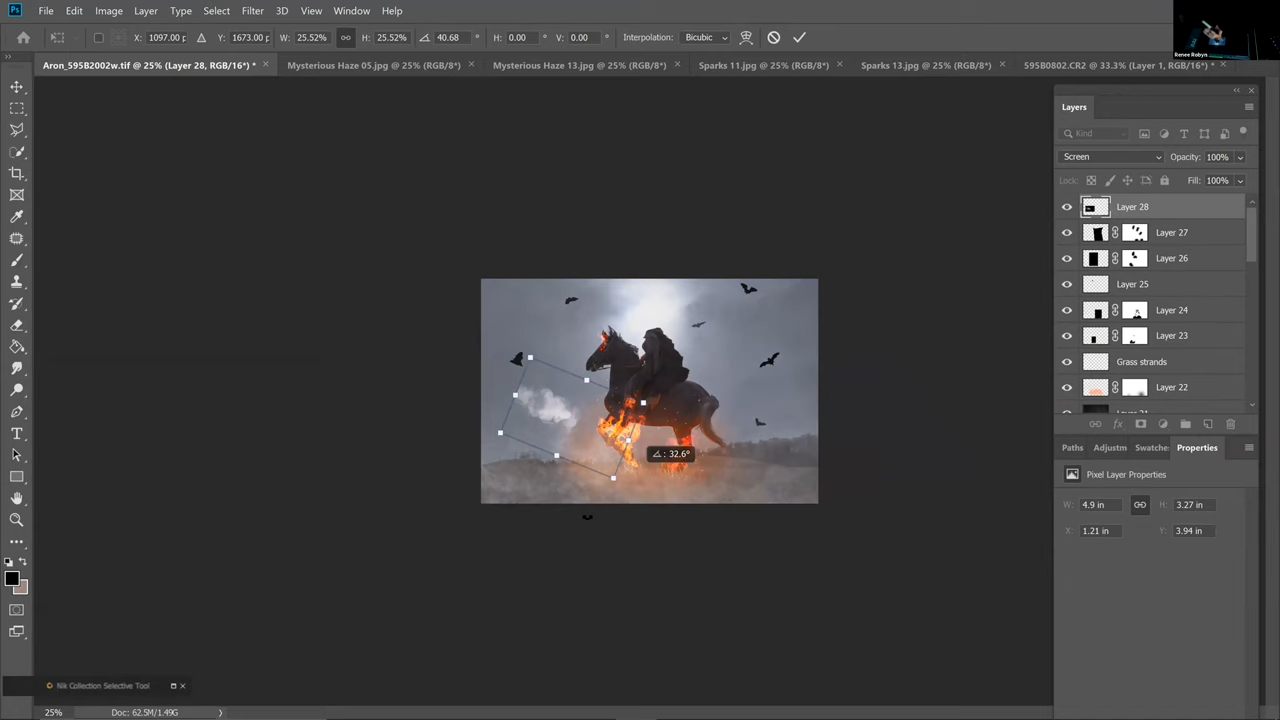 Ps File Edit Image Layer Type Select Filter 3D View Window Help
X: 1097.00 p Y: 1673.00 p W: 25.52% H: 25.52% 40.68 ° H: 0.00 ° V: 0.00 ° Interpolation: Bicubic
Renee Robyn
Aron_595B2002w.tif @ 25% (Layer 28, RGB/16*) * Mysterious Haze 05.jpg @ 25% (RGB/8*) Mysterious Haze 13.jpg @ 25% (RGB/8*) Sparks 11.jpg @ 25% (RGB/8*) Sparks 13.jpg @ 25% (RGB/8*) 595B0802.CR2 @ 33.3% (Layer 1, RGB/16*) *
Layers
Kind
Screen Opacity: 100%
Lock: Fill: 100%
Layer 28
Layer 27
Layer 26
Layer 25
Layer 24
Layer 23
Grass strands
Layer 22
fx
Paths Adjustm Swatche Properties
: 32.6°
Pixel Layer Properties
W: 4.9 in H: 3.27 in
X: 1.21 in Y: 3.94 in
Nik Collection Selective Tool
25% Doc: 62.5M/1.49G